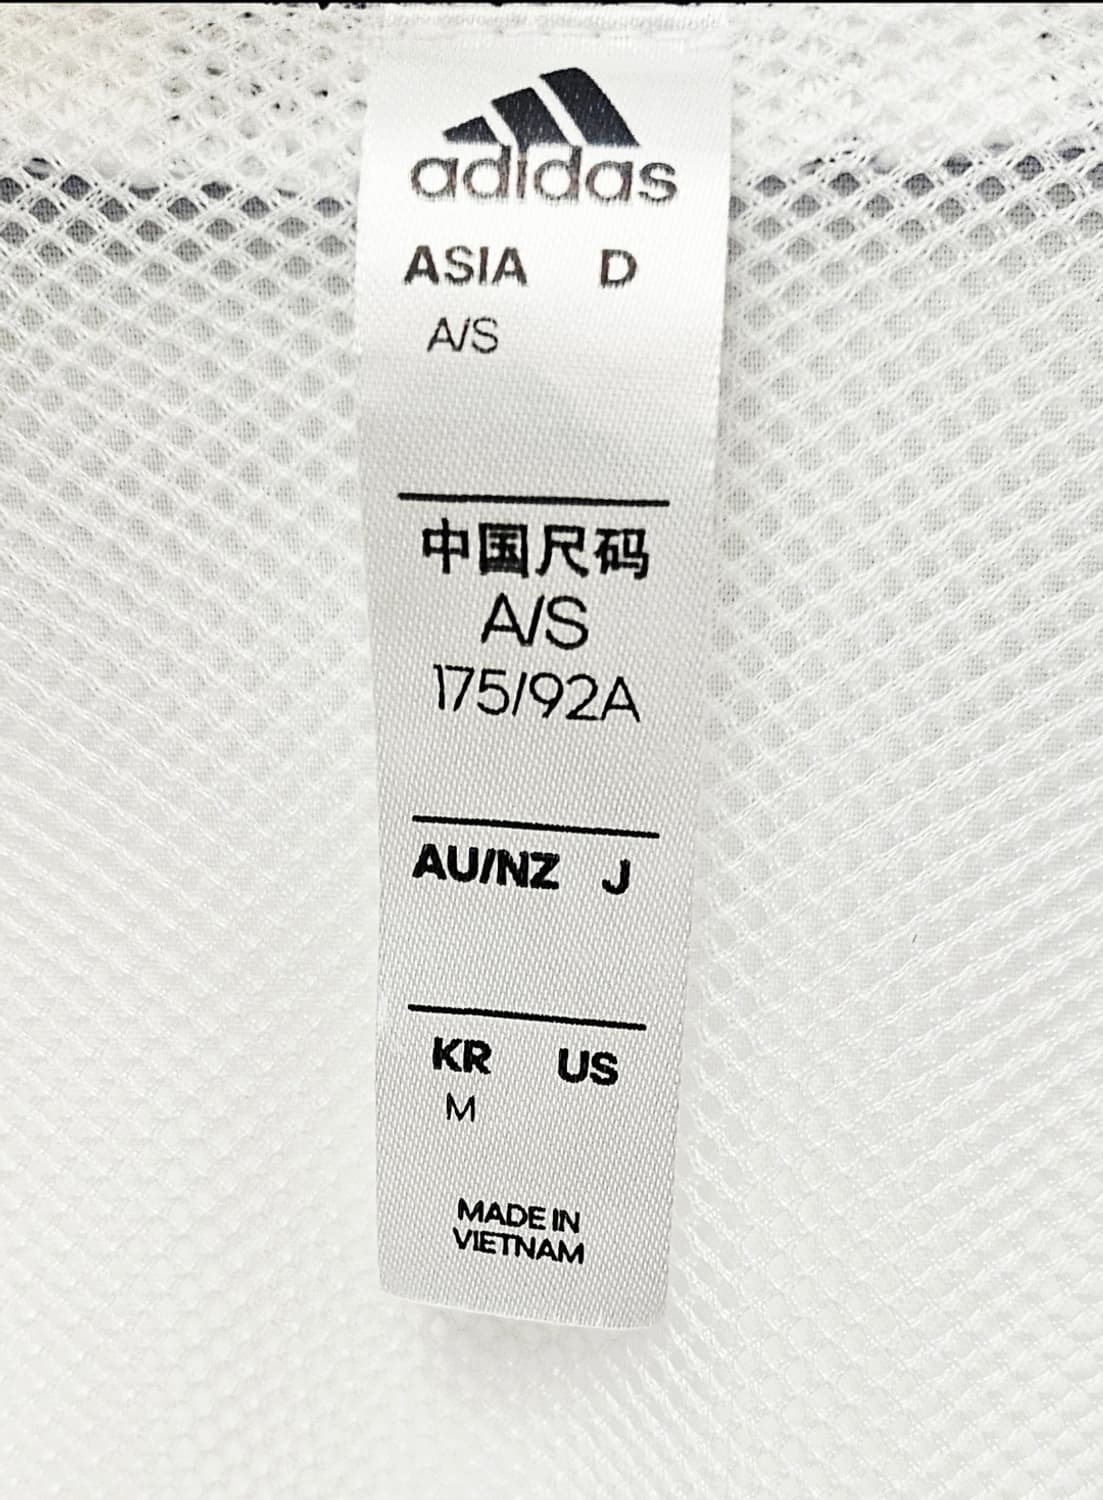 adidas
ASIA D
A/S
中国尺码
A/S
175/92A
AU/NZ J
KR US
M
MADE IN
VIETNAM